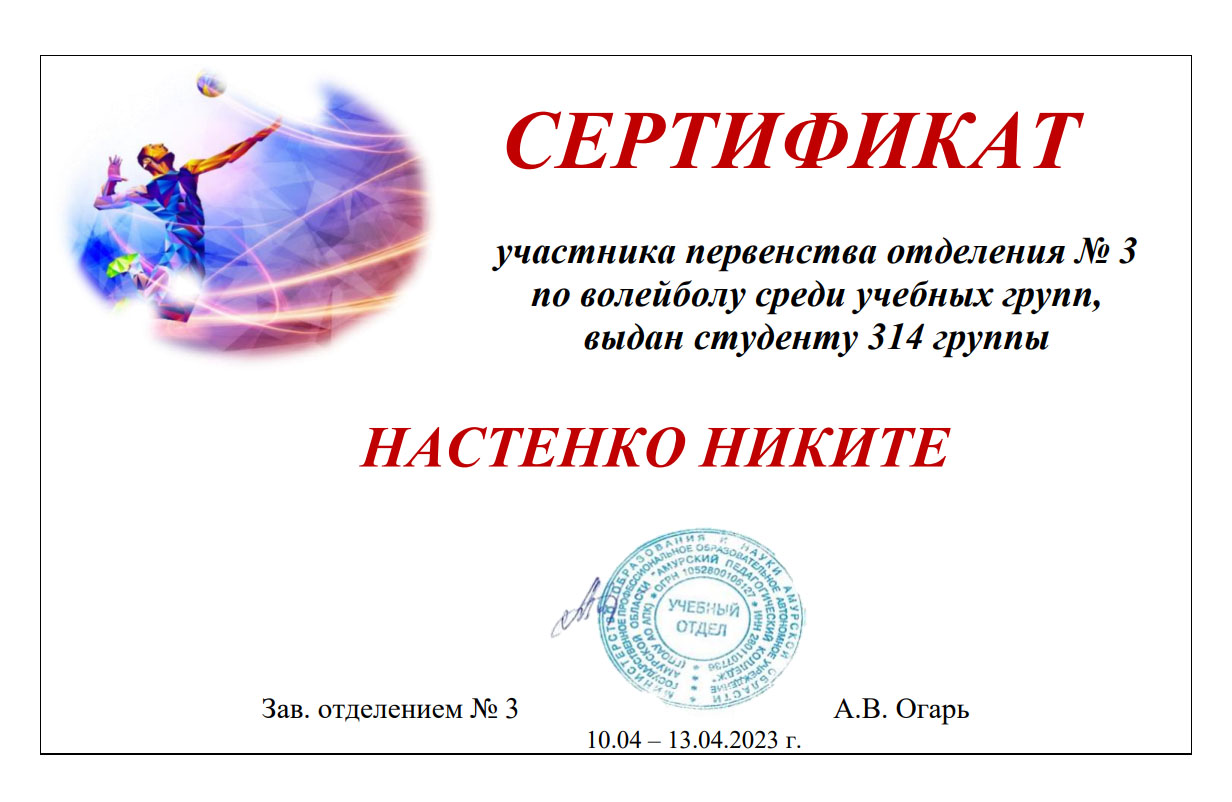 СЕРТИФИКАТ
участника первенства отделения № 3
по волейболу среди учебных групп,
выдан студенту 314 группы
НАСТЕНКО НИКИТЕ
МИНИСТЕРСТВО ОБРАЗОВАНИЯ И НАУКИ АМУРСКОЙ ОБЛАСТИ
ГОСУДАРСТВЕННОЕ ПРОФЕССИОНАЛЬНОЕ ОБРАЗОВАТЕЛЬНОЕ АВТОНОМНОЕ УЧРЕЖДЕНИЕ
АМУРСКОЙ ОБЛАСТИ "АМУРСКИЙ ПЕДАГОГИЧЕСКИЙ КОЛЛЕДЖ"
(ГПОАУ АО АПК) * ОГРН 1052800105127 * ИНН 2801107796 *
УЧЕБНЫЙ
ОТДЕЛ
Зав. отделением № 3 А.В. Огарь
10.04 – 13.04.2023 г.